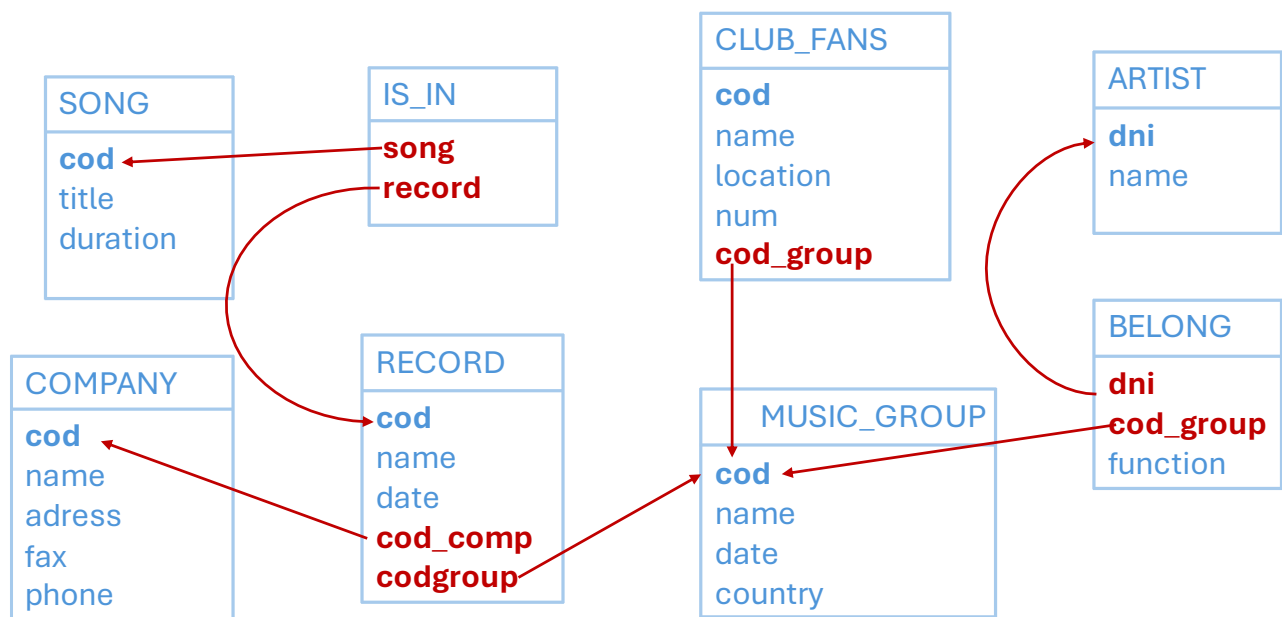 SONG
cod
title
duration
IS_IN
song
record
CLUB_FANS
cod
name
location
num
cod_group
ARTIST
dni
name
COMPANY
cod
name
adress
fax
phone
RECORD
cod
name
date
cod_comp
codgroup
MUSIC_GROUP
cod
name
date
country
BELONG
dni
cod_group
function